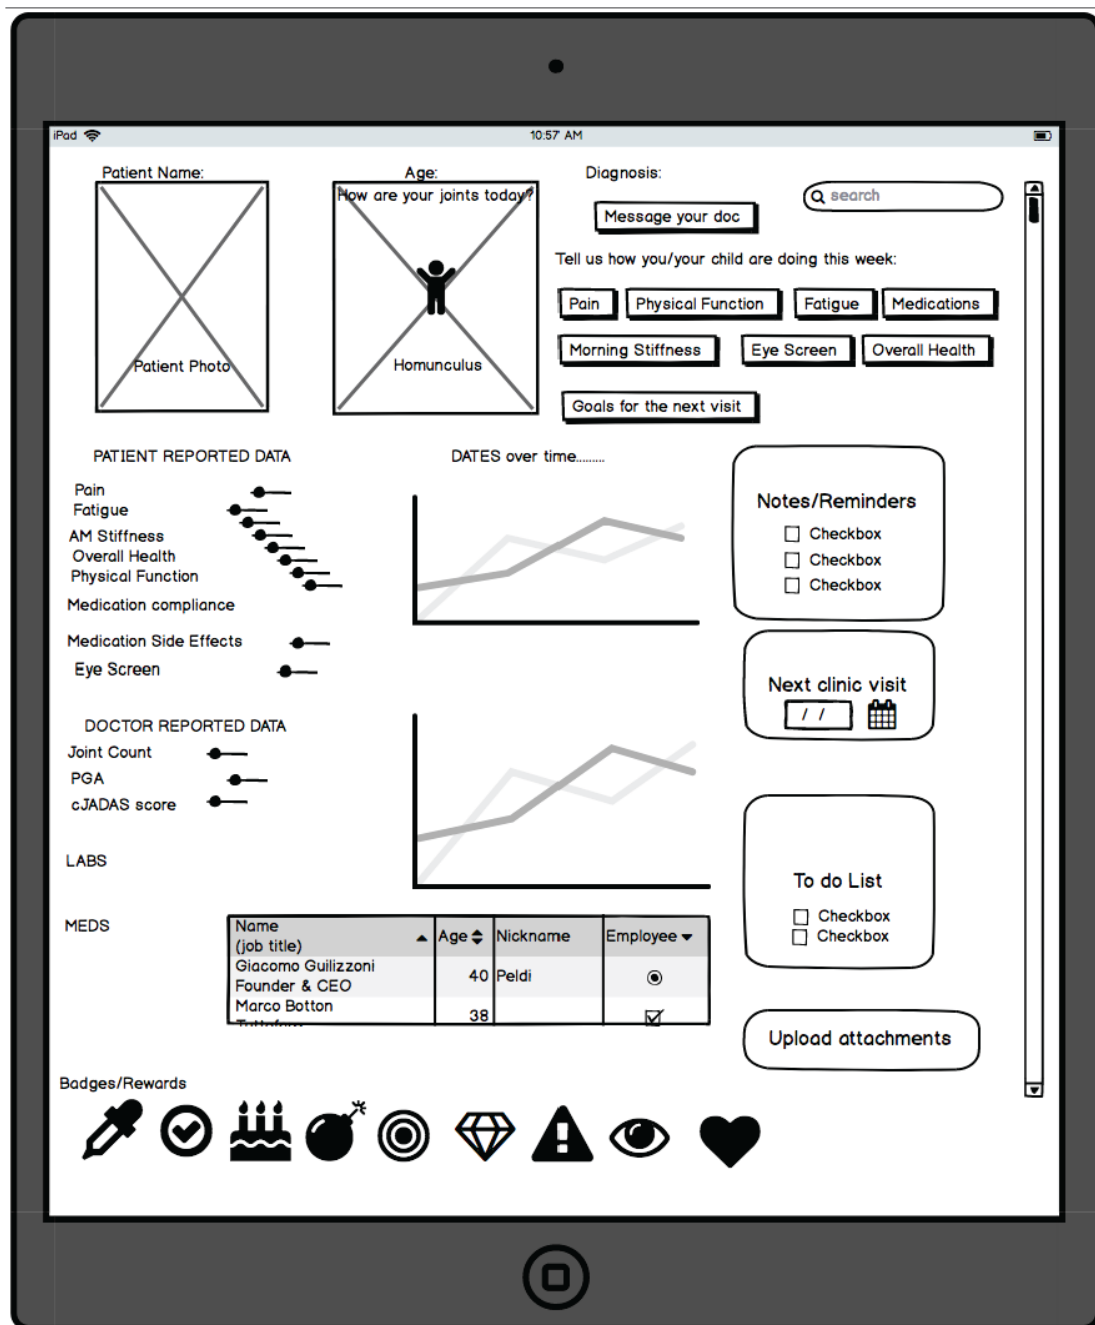 iPad
10:57 AM
Patient Name:
Age:
Diagnosis:
How are your joints today?
search
Message your doc
Tell us how you/your child are doing this week:
Pain
Physical Function
Fatigue
Medications
Morning Stiffness
Eye Screen
Overall Health
Patient Photo
Homunculus
Goals for the next visit
PATIENT REPORTED DATA
DATES over time.........
Pain
Fatigue
AM Stiffness
Overall Health
Physical Function
Medication compliance
Medication Side Effects
Eye Screen
Notes/Reminders
Checkbox
Checkbox
Checkbox
Next clinic visit
/ /
DOCTOR REPORTED DATA
Joint Count
PGA
cJADAS score
LABS
To do List
Checkbox
Checkbox
MEDS
Name
(job title)
Age
Nickname
Employee
Giacomo Guilizzoni
Founder & CEO
40
Peldi
Marco Botton
38
Upload attachments
Badges/Rewards